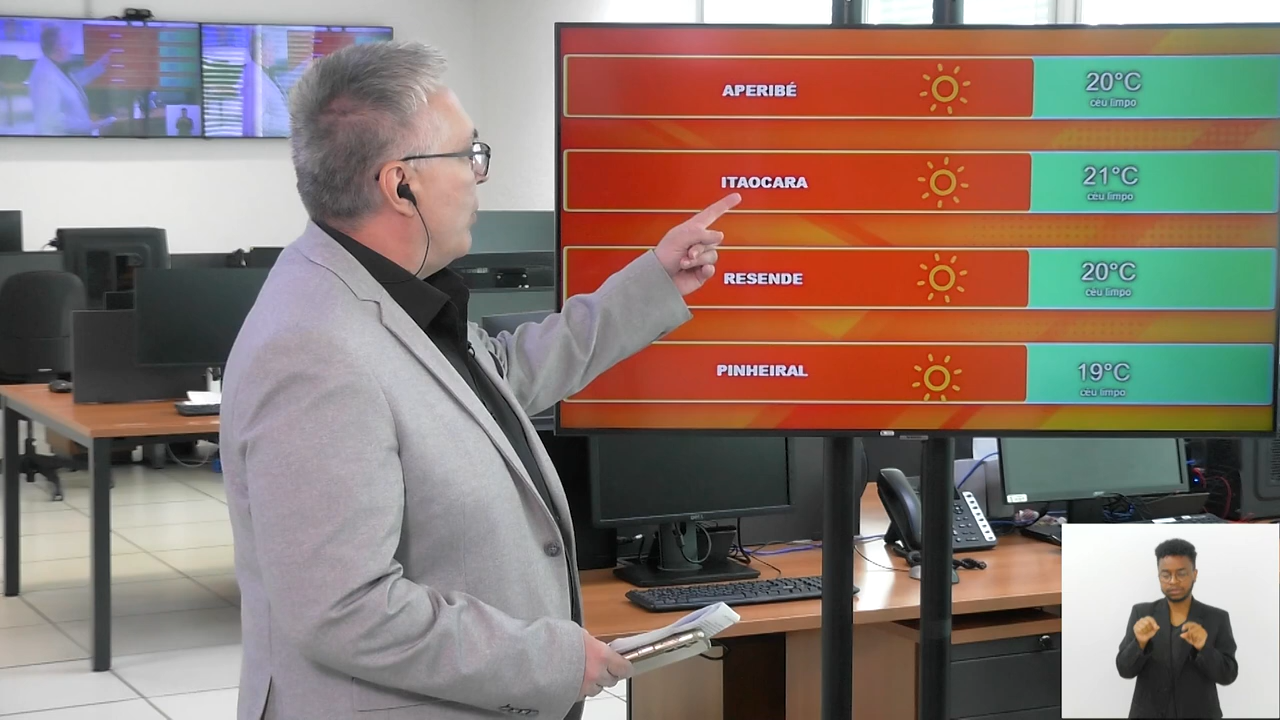 APERIBÉ
20°C
céu limpo
ITAOCARA
21°C
céu limpo
RESENDE
20°C
céu limpo
PINHEIRAL
19°C
céu limpo